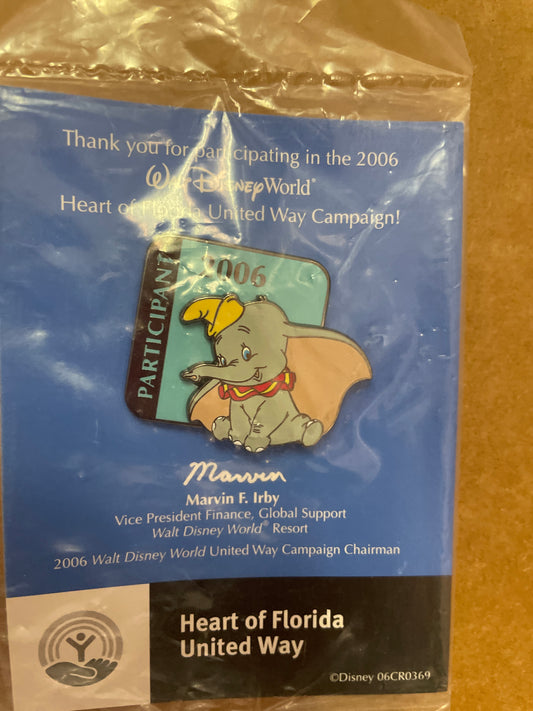 Thank you for participating in the 2006
Walt Disney World®
Heart of Florida United Way Campaign!
2006
PARTICIPANT
Marvin
Marvin F. Irby
Vice President Finance, Global Support
Walt Disney World® Resort
2006 Walt Disney World United Way Campaign Chairman
Heart of Florida
United Way
©Disney 06CR0369